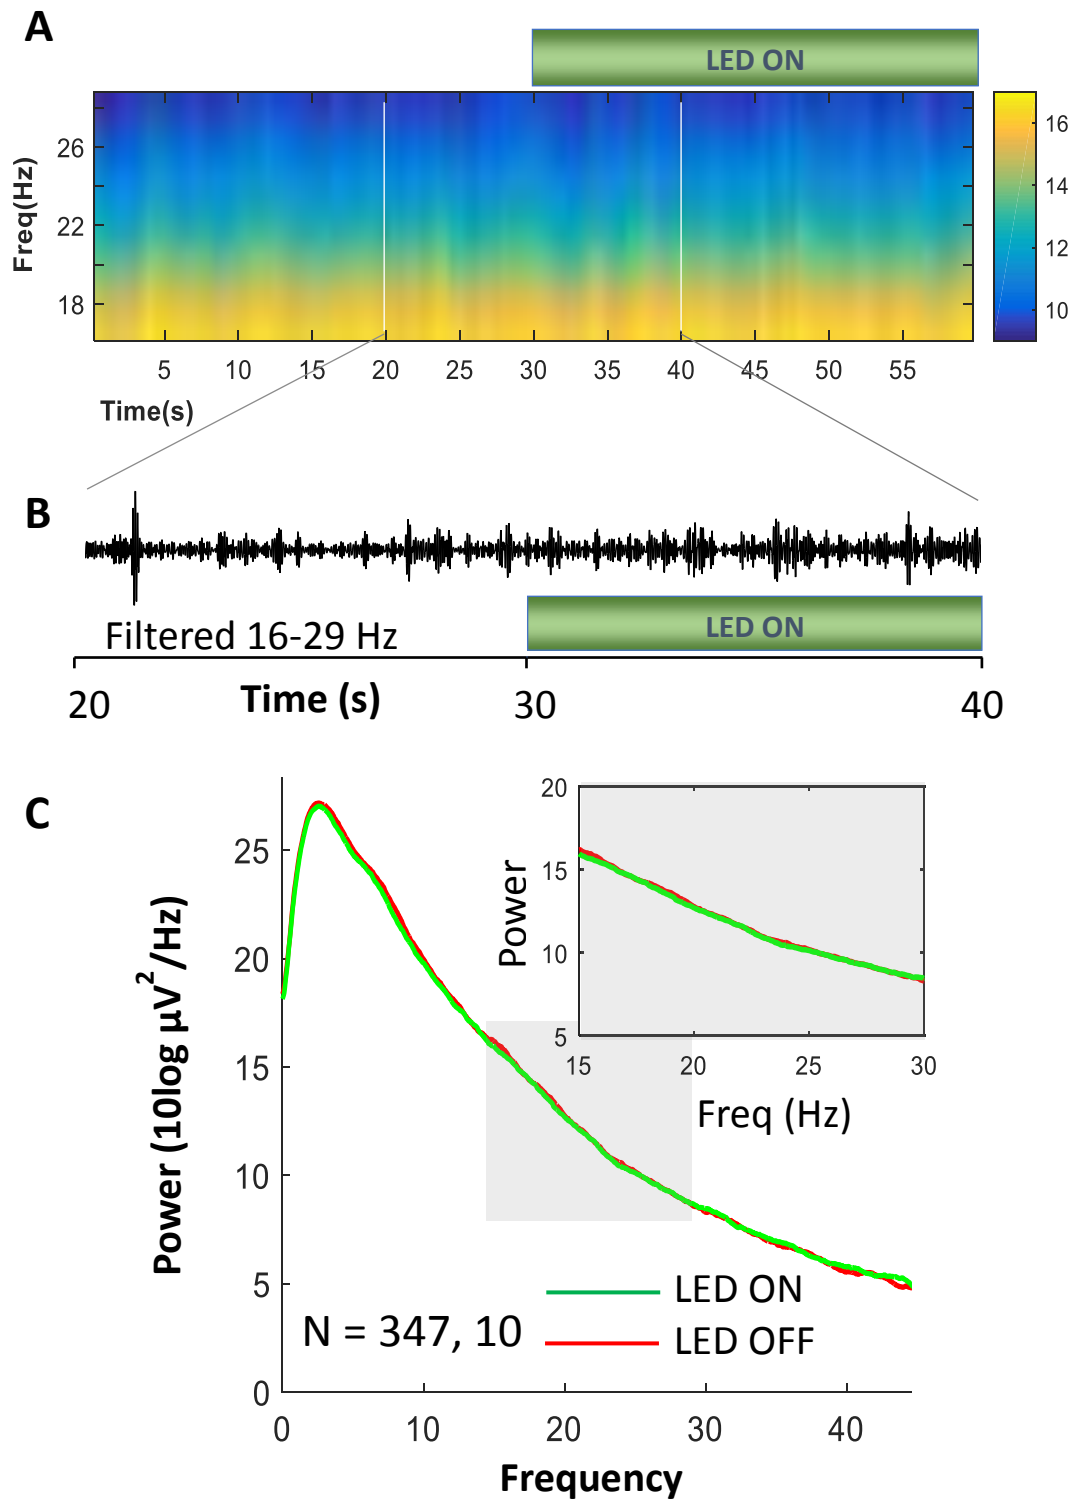 A
LED ON
Freq(Hz)
26
22
18
16
14
12
10
5 10 15 20 25 30 35 40 45 50 55
Time(s)
B
Filtered 16-29 Hz
LED ON
20 Time (s) 30 40
C
Power (10log µV²/Hz)
25
20
15
10
5
0
Power
20
15
10
5
15 20 25 30
Freq (Hz)
LED ON
LED OFF
N = 347, 10
0 10 20 30 40
Frequency